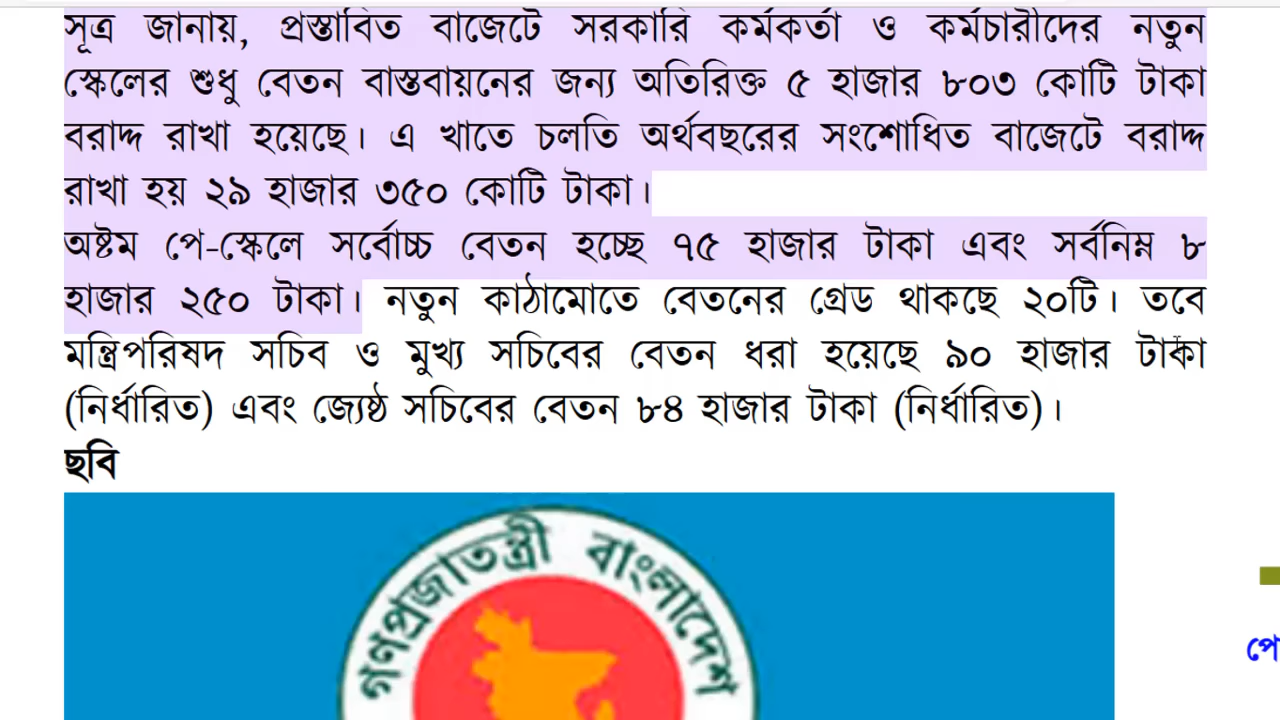 সূত্র জানায়, প্রস্তাবিত বাজেটে সরকারি কর্মকর্তা ও কর্মচারীদের নতুন
স্কেলের শুধু বেতন বাস্তবায়নের জন্য অতিরিক্ত ৫ হাজার ৮০৩ কোটি টাকা
বরাদ্দ রাখা হয়েছে। এ খাতে চলতি অর্থবছরের সংশোধিত বাজেটে বরাদ্দ
রাখা হয় ২৯ হাজার ৩৫০ কোটি টাকা।
অষ্টম পে-স্কেলে সর্বোচ্চ বেতন হচ্ছে ৭৫ হাজার টাকা এবং সর্বনিম্ন ৮
হাজার ২৫০ টাকা। নতুন কাঠামোতে বেতনের গ্রেড থাকছে ২০টি। তবে
মন্ত্রিপরিষদ সচিব ও মুখ্য সচিবের বেতন ধরা হয়েছে ৯০ হাজার টাকা
(নির্ধারিত) এবং জ্যেষ্ঠ সচিবের বেতন ৮৪ হাজার টাকা (নির্ধারিত)।
ছবি
গণপ্রজাতন্ত্রী বাংলাদেশ